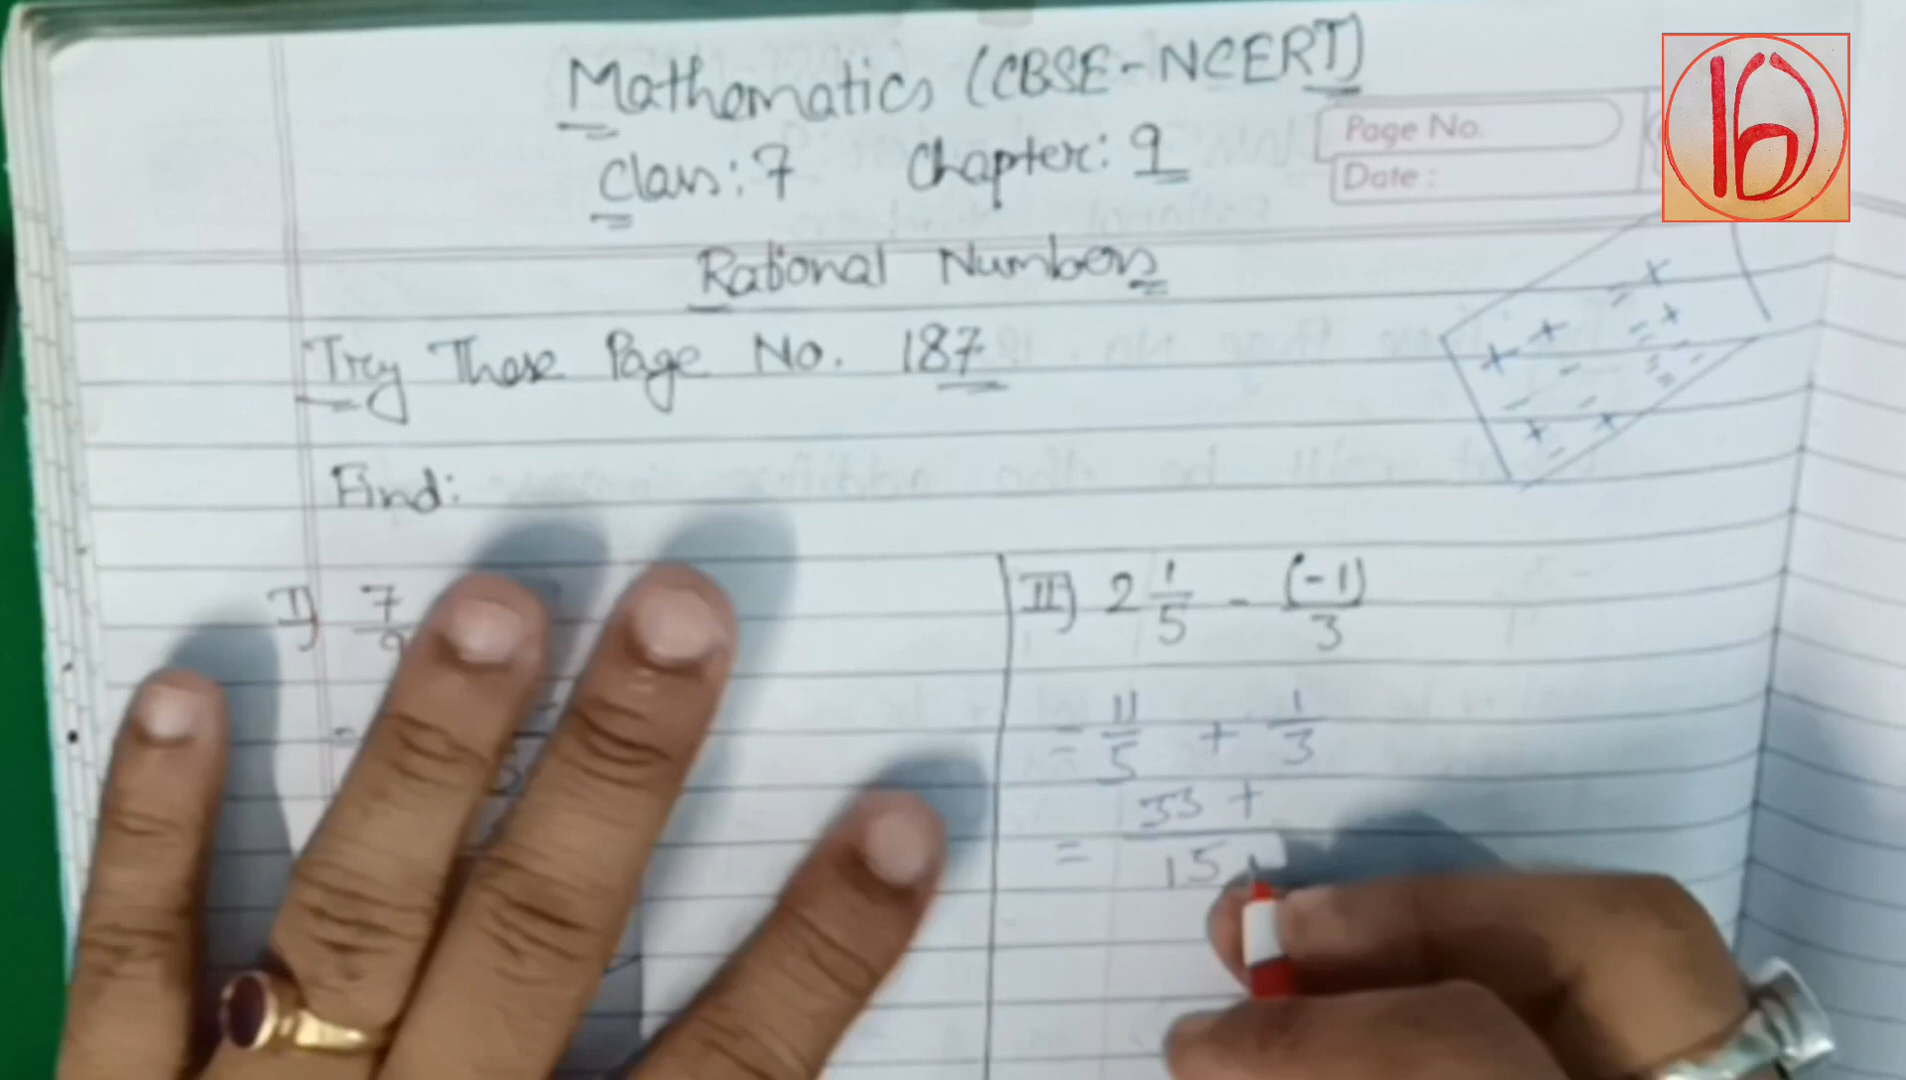 Mathematics (CBSE-NCERT)
Class: 7 Chapter: 9
Page No.
Date:
Rational Numbers
Try These Page No. 187
Find:
I) 7/9
II) 2 1/5 - (-1)/3
= 11/5 + 1/3
= 33 + / 15